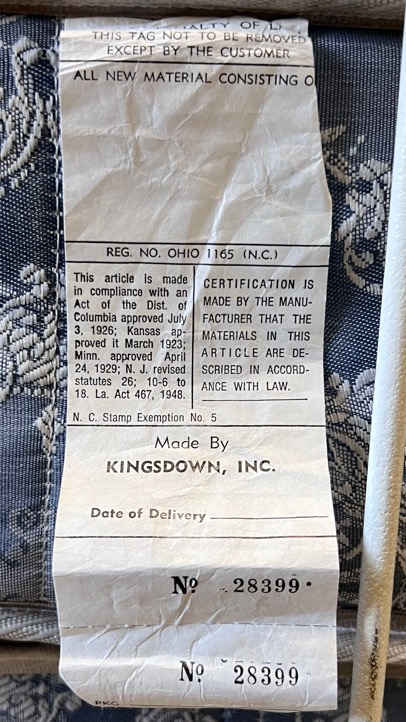 ALTY OF
THIS TAG NOT TO BE REMOVED
EXCEPT BY THE CUSTOMER
ALL NEW MATERIAL CONSISTING O
REG. NO. OHIO 1165 (N.C.)
This article is made
in compliance with an
Act of the Dist. of
Columbia approved July
3, 1926; Kansas ap-
proved it March 1923;
Minn. approved April
24, 1929; N. J. revised
statutes 26; 10-6 to
18. La. Act 467, 1948.
CERTIFICATION IS
MADE BY THE MANU-
FACTURER THAT THE
MATERIALS IN THIS
ARTICLE ARE DE-
SCRIBED IN ACCORD-
ANCE WITH LAW.
N. C. Stamp Exemption No. 5
Made By
KINGSDOWN, INC.
Date of Delivery
Nº 28399
Nº 28399
PKG